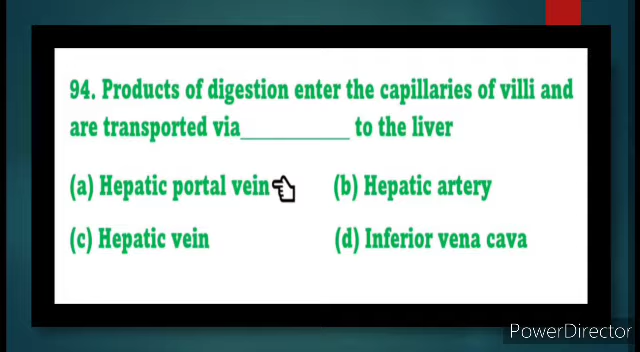 94. Products of digestion enter the capillaries of villi and
are transported via__________ to the liver
(a) Hepatic portal vein (b) Hepatic artery
(c) Hepatic vein (d) Inferior vena cava
PowerDirector